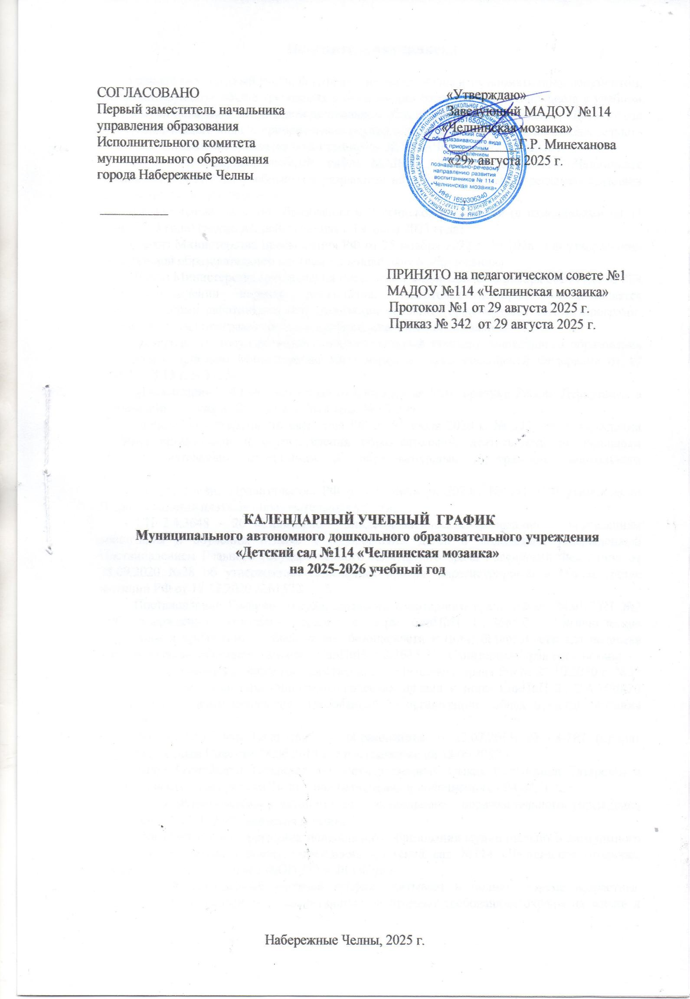 СОГЛАСОВАНО
Первый заместитель начальника
управления образования
Исполнительного комитета
муниципального образования
города Набережные Челны
«Утверждаю»
Заведующий МАДОУ №114
«Челнинская мозаика»
Г.Р. Минеханова
«29» августа 2025 г.
«Детский сад
общеразвивающего вида
с приоритетным
осуществлением
деятельности по
познавательно-речевому
направлению развития
воспитанников № 114
«Челнинская мозаика»
ИНН 1650306340
ПРИНЯТО на педагогическом совете №1
МАДОУ №114 «Челнинская мозаика»
Протокол №1 от 29 августа 2025 г.
Приказ № 342 от 29 августа 2025 г.
КАЛЕНДАРНЫЙ УЧЕБНЫЙ ГРАФИК
Муниципального автономного дошкольного образовательного учреждения
«Детский сад №114 «Челнинская мозаика»
на 2025-2026 учебный год
Набережные Челны, 2025 г.